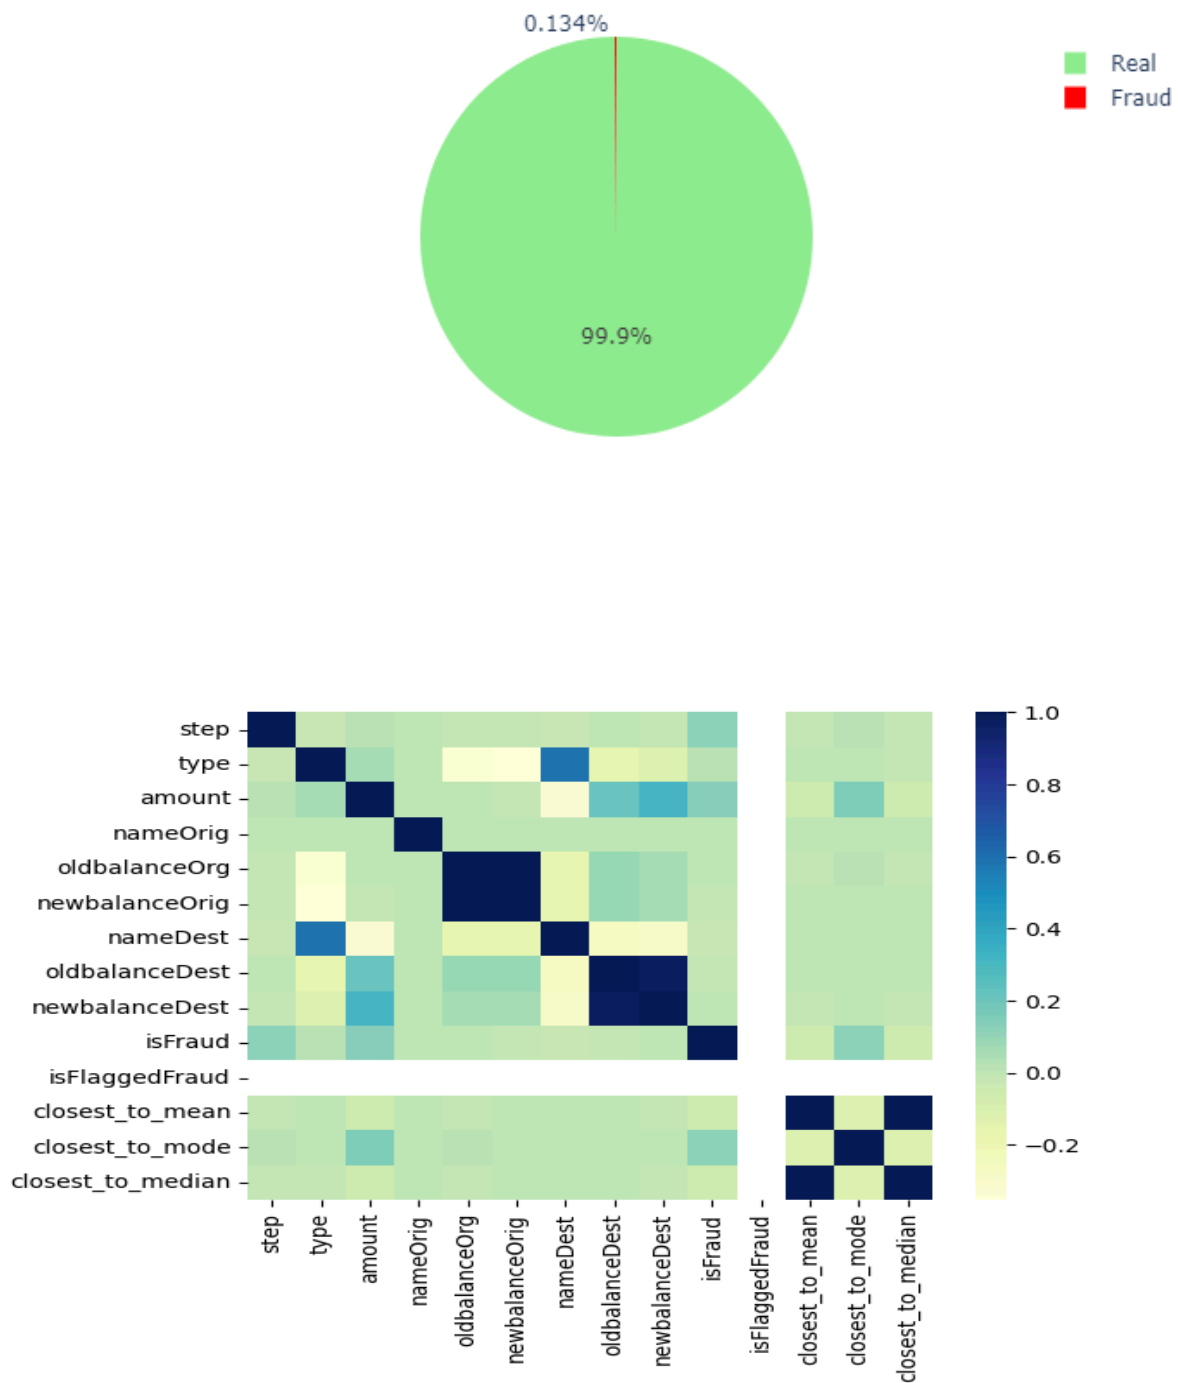 0.134%
Real
Fraud
99.9%
step
type
amount
nameOrig
oldbalanceOrg
newbalanceOrig
nameDest
oldbalanceDest
newbalanceDest
isFraud
isFlaggedFraud
closest_to_mean
closest_to_mode
closest_to_median
1.0
0.8
0.6
0.4
0.2
0.0
−0.2
step
type
amount
nameOrig
oldbalanceOrg
newbalanceOrig
nameDest
oldbalanceDest
newbalanceDest
isFraud
isFlaggedFraud
closest_to_mean
closest_to_mode
closest_to_median